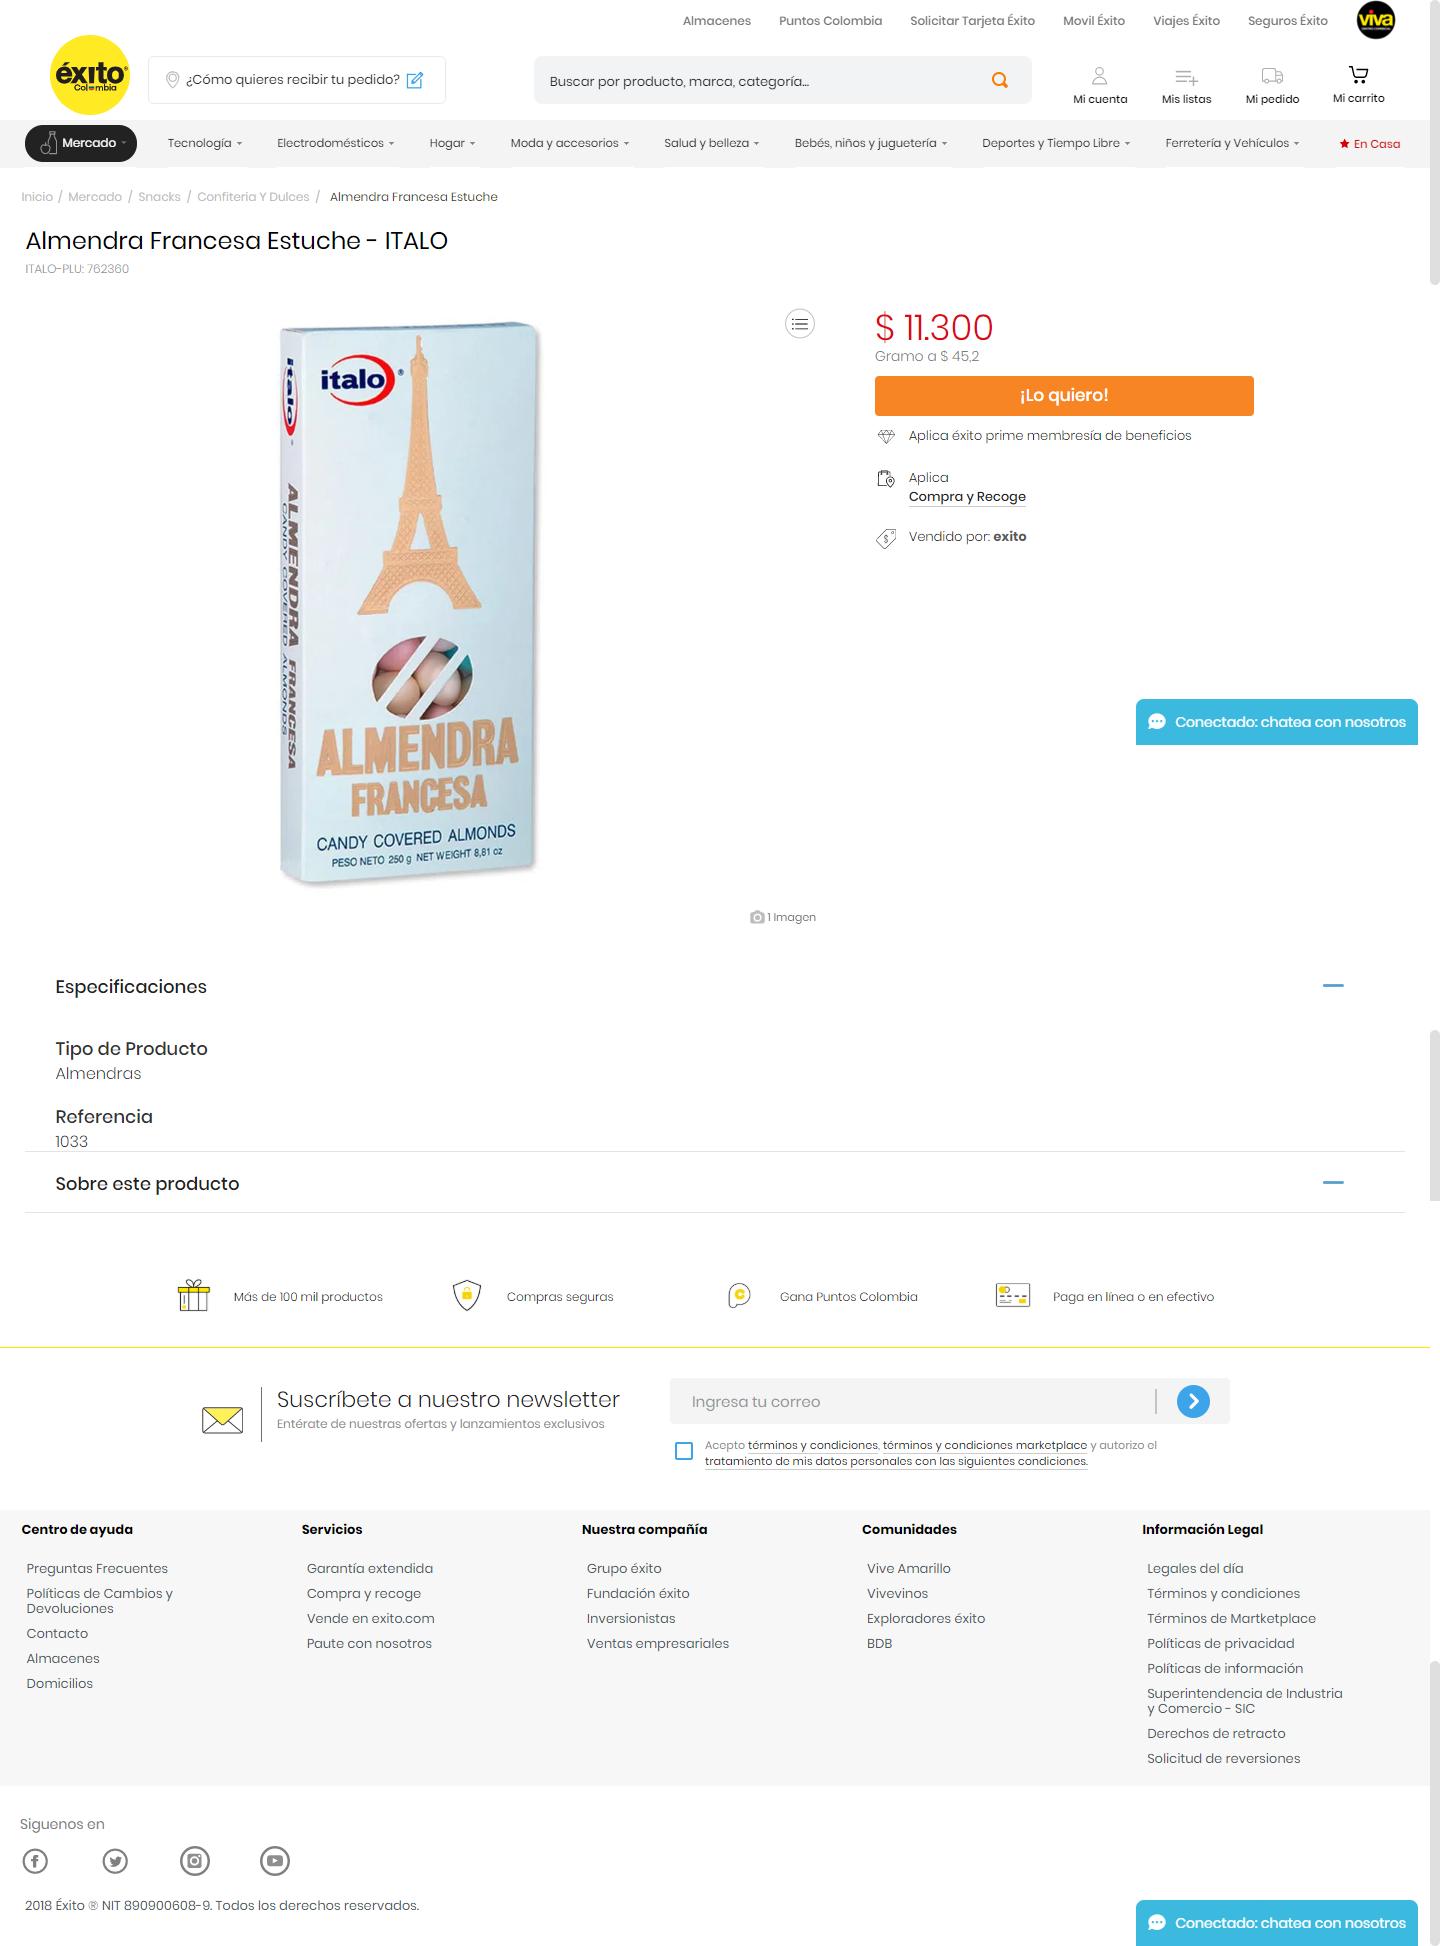 Almacenes Puntos Colombia Solicitar Tarjeta Éxito Movil Éxito Viajes Éxito Seguros Éxito viva
éxito
Colombia
¿Cómo quieres recibir tu pedido?
Buscar por producto, marca, categoría...
Mi cuenta Mis listas Mi pedido Mi carrito
Mercado Tecnología Electrodomésticos Hogar Moda y accesorios Salud y belleza Bebés, niños y juguetería Deportes y Tiempo Libre Ferretería y Vehículos En Casa
Inicio / Mercado / Snacks / Confiteria Y Dulces / Almendra Francesa Estuche
Almendra Francesa Estuche - ITALO
ITALO-PLU: 762360
italo
ALMENDRA FRANCESA
CANDY COVERED ALMONDS
italo®
ALMENDRA
FRANCESA
CANDY COVERED ALMONDS
PESO NETO 250 g NET WEIGHT 8,81 oz
1 Imagen
$ 11.300
Gramo a $ 45,2
¡Lo quiero!
Aplica éxito prime membresía de beneficios
Aplica
Compra y Recoge
Vendido por: exito
Conectado: chatea con nosotros
Especificaciones
Tipo de Producto
Almendras
Referencia
1033
Sobre este producto
Más de 100 mil productos Compras seguras Gana Puntos Colombia Paga en línea o en efectivo
Suscríbete a nuestro newsletter
Entérate de nuestras ofertas y lanzamientos exclusivos
Ingresa tu correo
Acepto términos y condiciones, términos y condiciones marketplace y autorizo el
tratamiento de mis datos personales con las siguientes condiciones.
Centro de ayuda
Preguntas Frecuentes
Políticas de Cambios y
Devoluciones
Contacto
Almacenes
Domicilios
Servicios
Garantía extendida
Compra y recoge
Vende en exito.com
Paute con nosotros
Nuestra compañía
Grupo éxito
Fundación éxito
Inversionistas
Ventas empresariales
Comunidades
Vive Amarillo
Vivevinos
Exploradores éxito
BDB
Información Legal
Legales del día
Términos y condiciones
Términos de Martketplace
Políticas de privacidad
Políticas de información
Superintendencia de Industria
y Comercio - SIC
Derechos de retracto
Solicitud de reversiones
Siguenos en
2018 Éxito ® NIT 890900608-9. Todos los derechos reservados.
Conectado: chatea con nosotros